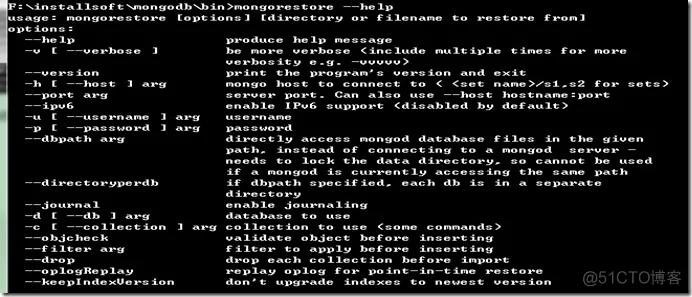 F:\installsoft\mongodb\bin>mongorestore --help
usage: mongorestore [options] [directory or filename to restore from]
options:
--help produce help message
-v [ --verbose ] be more verbose (include multiple times for more
verbosity e.g. -vvvvv)
--version print the program's version and exit
-h [ --host ] arg mongo host to connect to ( <set name>/s1,s2 for sets)
--port arg server port. Can also use --host hostname:port
--ipv6 enable IPv6 support (disabled by default)
-u [ --username ] arg username
-p [ --password ] arg password
--dbpath arg directly access mongod database files in the given
path, instead of connecting to a mongod server -
needs to lock the data directory, so cannot be used
if a mongod is currently accessing the same path
--directoryperdb if dbpath specified, each db is in a separate
directory
--journal enable journaling
-d [ --db ] arg database to use
-c [ --collection ] arg collection to use (some commands)
--objcheck validate object before inserting
--filter arg filter to apply before inserting
--drop drop each collection before import
--oplogReplay replay oplog for point-in-time restore
--keepIndexVersion don't upgrade indexes to newest version
@51CTO博客